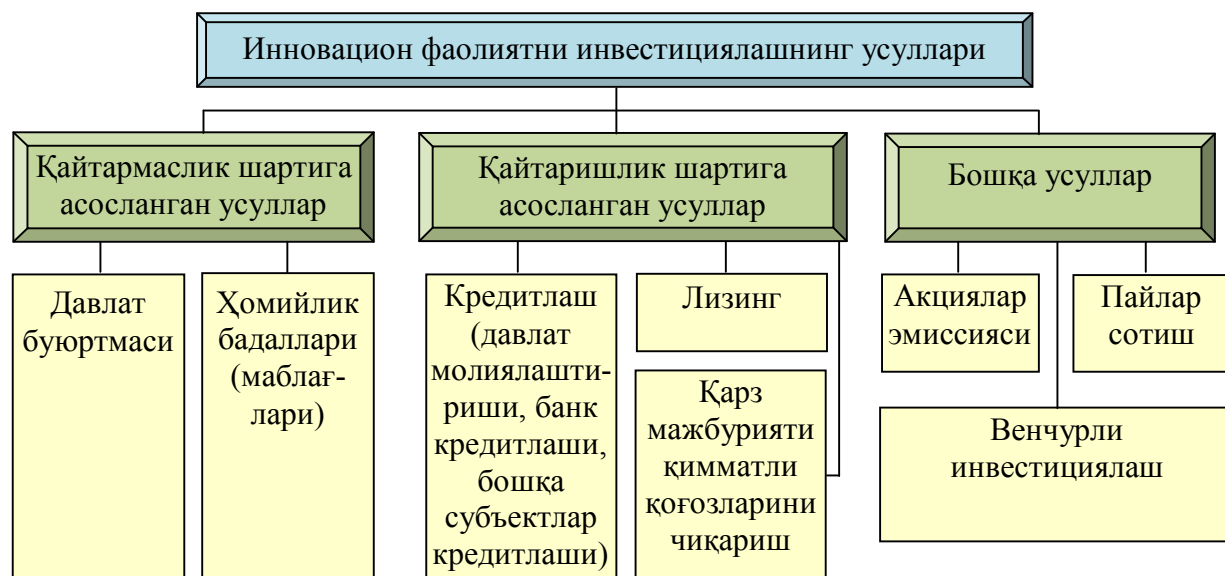 Инновацион фаолиятни инвестициялашнинг усуллари
Қайтармаслик шартига
асосланган усуллар
Қайтаришлик шартига
асосланган усуллар
Бошқа усуллар
Давлат
буюртмаси
Ҳомийлик
бадаллари
(маблағ-
лари)
Кредитлаш
(давлат
молиялашти-
риши, банк
кредитлаши,
бошқа
субъектлар
кредитлаши)
Лизинг
Қарз
мажбурияти
қимматли
қоғозларини
чиқариш
Акциялар
эмиссияси
Пайлар
сотиш
Венчурли
инвестициялаш